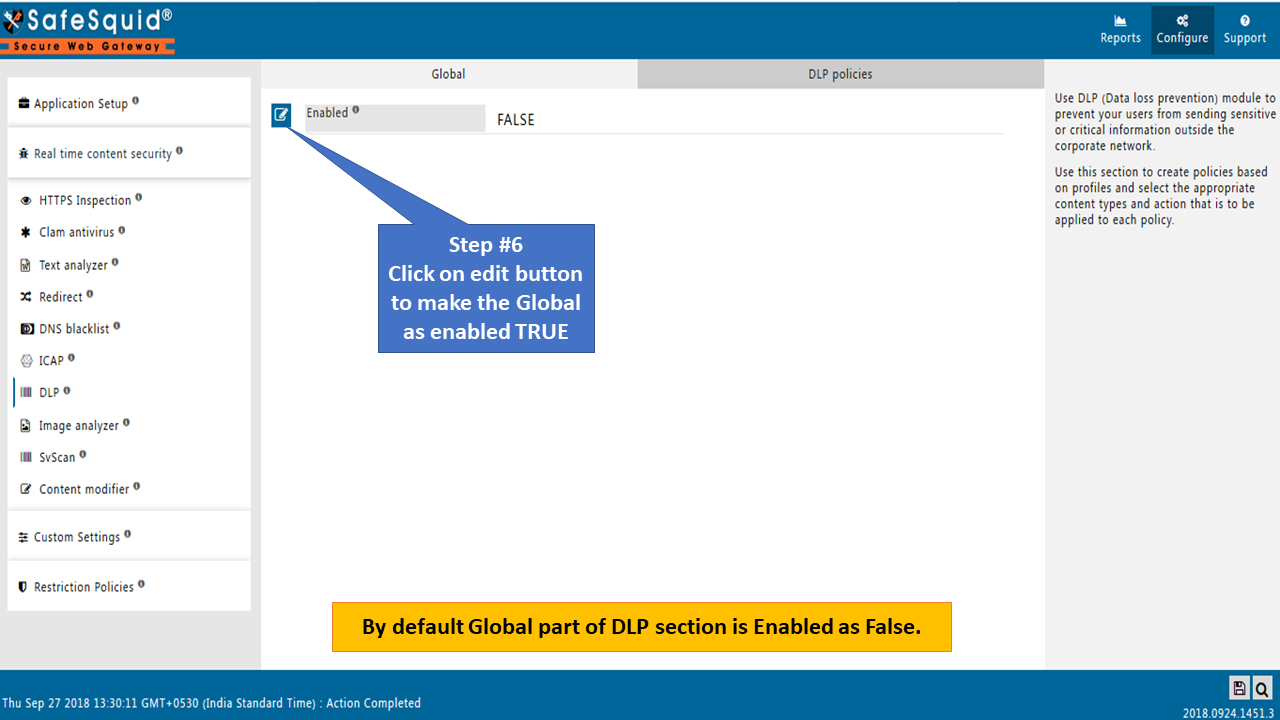 SafeSquid®
Secure Web Gateway
Reports
Configure
Support
Application Setup
Real time content security
HTTPS Inspection
Clam antivirus
Text analyzer
Redirect
DNS blacklist
ICAP
DLP
Image analyzer
SvScan
Content modifier
Custom Settings
Restriction Policies
Global
DLP policies
Enabled
FALSE
Step #6
Click on edit button
to make the Global
as enabled TRUE
By default Global part of DLP section is Enabled as False.
Use DLP (Data loss prevention) module to
prevent your users from sending sensitive
or critical information outside the
corporate network.
Use this section to create policies based
on profiles and select the appropriate
content types and action that is to be
applied to each policy.
Thu Sep 27 2018 13:30:11 GMT+0530 (India Standard Time) : Action Completed
2018.0924.1451.3